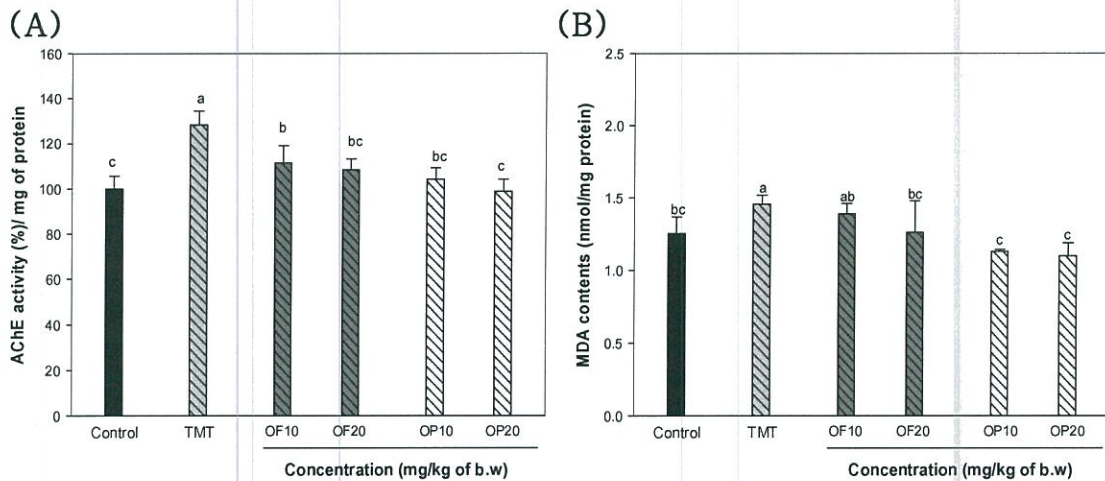 (A)
160
140
120
100
80
60
40
20
0
AChE activity (%)/ mg of protein
c
a
b
bc
bc
c
Control TMT OF10 OF20 OP10 OP20
Concentration (mg/kg of b.w)
(B)
2.5
2.0
1.5
1.0
0.5
0.0
MDA contents (nmol/mg protein)
bc
a
ab
bc
c
c
Control TMT OF10 OF20 OP10 OP20
Concentration (mg/kg of b.w)